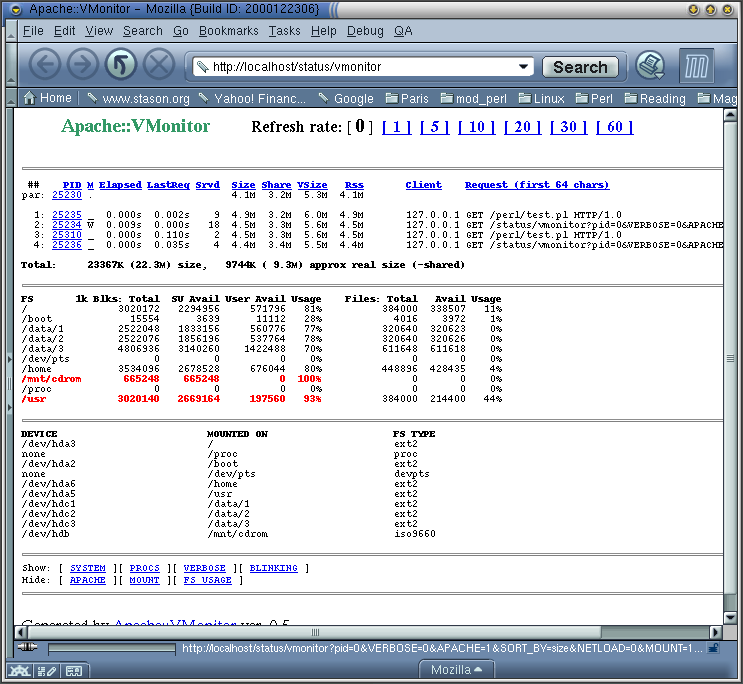 Apache::VMonitor - Mozilla {Build ID: 2000122306}
File Edit View Search Go Bookmarks Tasks Help Debug QA
http://localhost/status/vmonitor Search
Home www.stason.org Yahoo! Financ... Google Paris mod_perl Linux Perl Reading Mag
Apache::VMonitor Refresh rate: [ 0 ] [ 1 ] [ 5 ] [ 10 ] [ 20 ] [ 30 ] [ 60 ]
## PID M Elapsed LastReq Srvd Size Share VSize Rss Client Request (first 64 chars)
par: 25230 . 4.1M 3.2M 5.3M 4.1M
1: 25235 _ 0.000s 0.002s 9 4.9M 3.2M 6.0M 4.9M 127.0.0.1 GET /perl/test.pl HTTP/1.0
2: 25234 W 0.009s 0.000s 18 4.5M 3.3M 5.6M 4.5M 127.0.0.1 GET /status/vmonitor?pid=0&VERBOSE=0&APACHE
3: 25310 _ 0.000s 0.110s 2 4.5M 3.3M 5.6M 4.5M 127.0.0.1 GET /perl/test.pl HTTP/1.0
4: 25236 _ 0.000s 0.035s 4 4.4M 3.4M 5.5M 4.4M 127.0.0.1 GET /status/vmonitor?pid=0&VERBOSE=0&APACHE
Total: 23367K (22.3M) size, 9744K ( 9.3M) approx real size (-shared)
FS 1k Blks: Total SU Avail User Avail Usage Files: Total Avail Usage
/ 3020172 2294956 571796 81% 384000 338507 11%
/boot 15554 3639 11112 28% 4016 3972 1%
/data/1 2522048 1833156 560776 77% 320640 320623 0%
/data/2 2522076 1856196 537764 78% 320640 320626 0%
/data/3 4806936 3140260 1422488 70% 611648 611618 0%
/dev/pts 0 0 0 0% 0 0 0%
/home 3534096 2678528 676044 80% 448896 428435 4%
/mnt/cdrom 665248 665248 0 100% 0 0 0%
/proc 0 0 0 0% 0 0 0%
/usr 3020140 2669164 197560 93% 384000 214400 44%
DEVICE MOUNTED ON FS TYPE
/dev/hda3 / ext2
none /proc proc
/dev/hda2 /boot ext2
none /dev/pts devpts
/dev/hda6 /home ext2
/dev/hda5 /usr ext2
/dev/hdc1 /data/1 ext2
/dev/hdc2 /data/2 ext2
/dev/hdc3 /data/3 ext2
/dev/hdb /mnt/cdrom iso9660
Show: [ SYSTEM ][ PROCS ][ VERBOSE ][ BLINKING ]
Hide: [ APACHE ][ MOUNT ][ FS_USAGE ]
Generated by Apache::VMonitor ver. 0.5
http://localhost/status/vmonitor?pid=0&VERBOSE=0&APACHE=1&SORT_BY=size&NETLOAD=0&MOUNT=1...
Mozilla